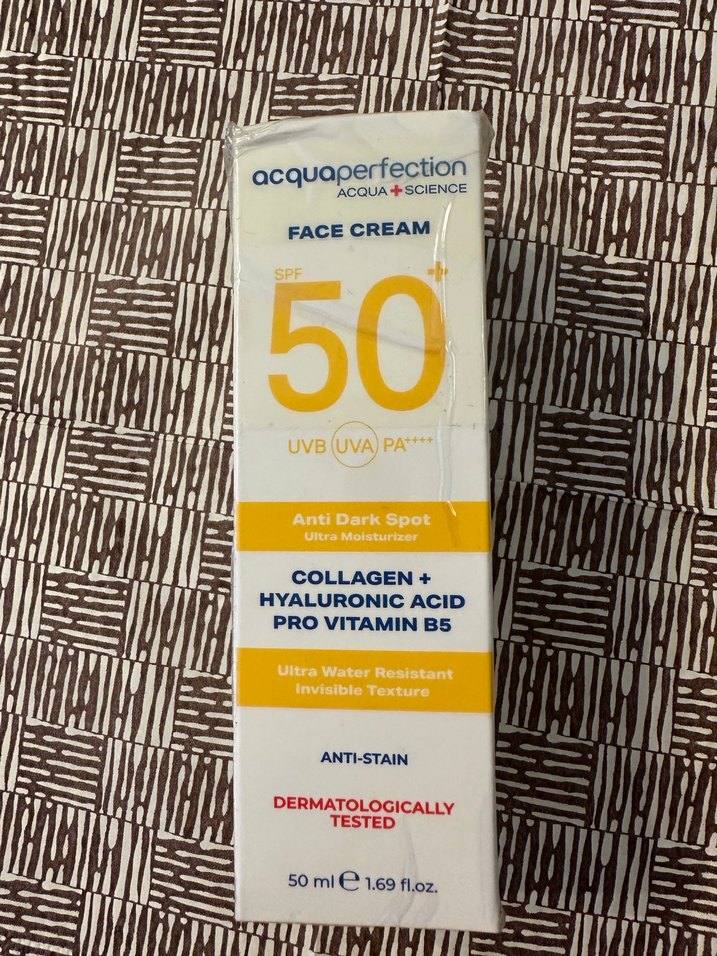 acquaperfection
ACQUA+SCIENCE
FACE CREAM
SPF
50+
UVB UVA PA++++
Anti Dark Spot
Ultra Moisturizer
COLLAGEN +
HYALURONIC ACID
PRO VITAMIN B5
Ultra Water Resistant
Invisible Texture
ANTI-STAIN
DERMATOLOGICALLY
TESTED
50 ml ℮ 1.69 fl.oz.